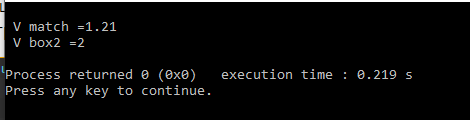 V match =1.21
V box2 =2
Process returned 0 (0x0)   execution time : 0.219 s
Press any key to continue.